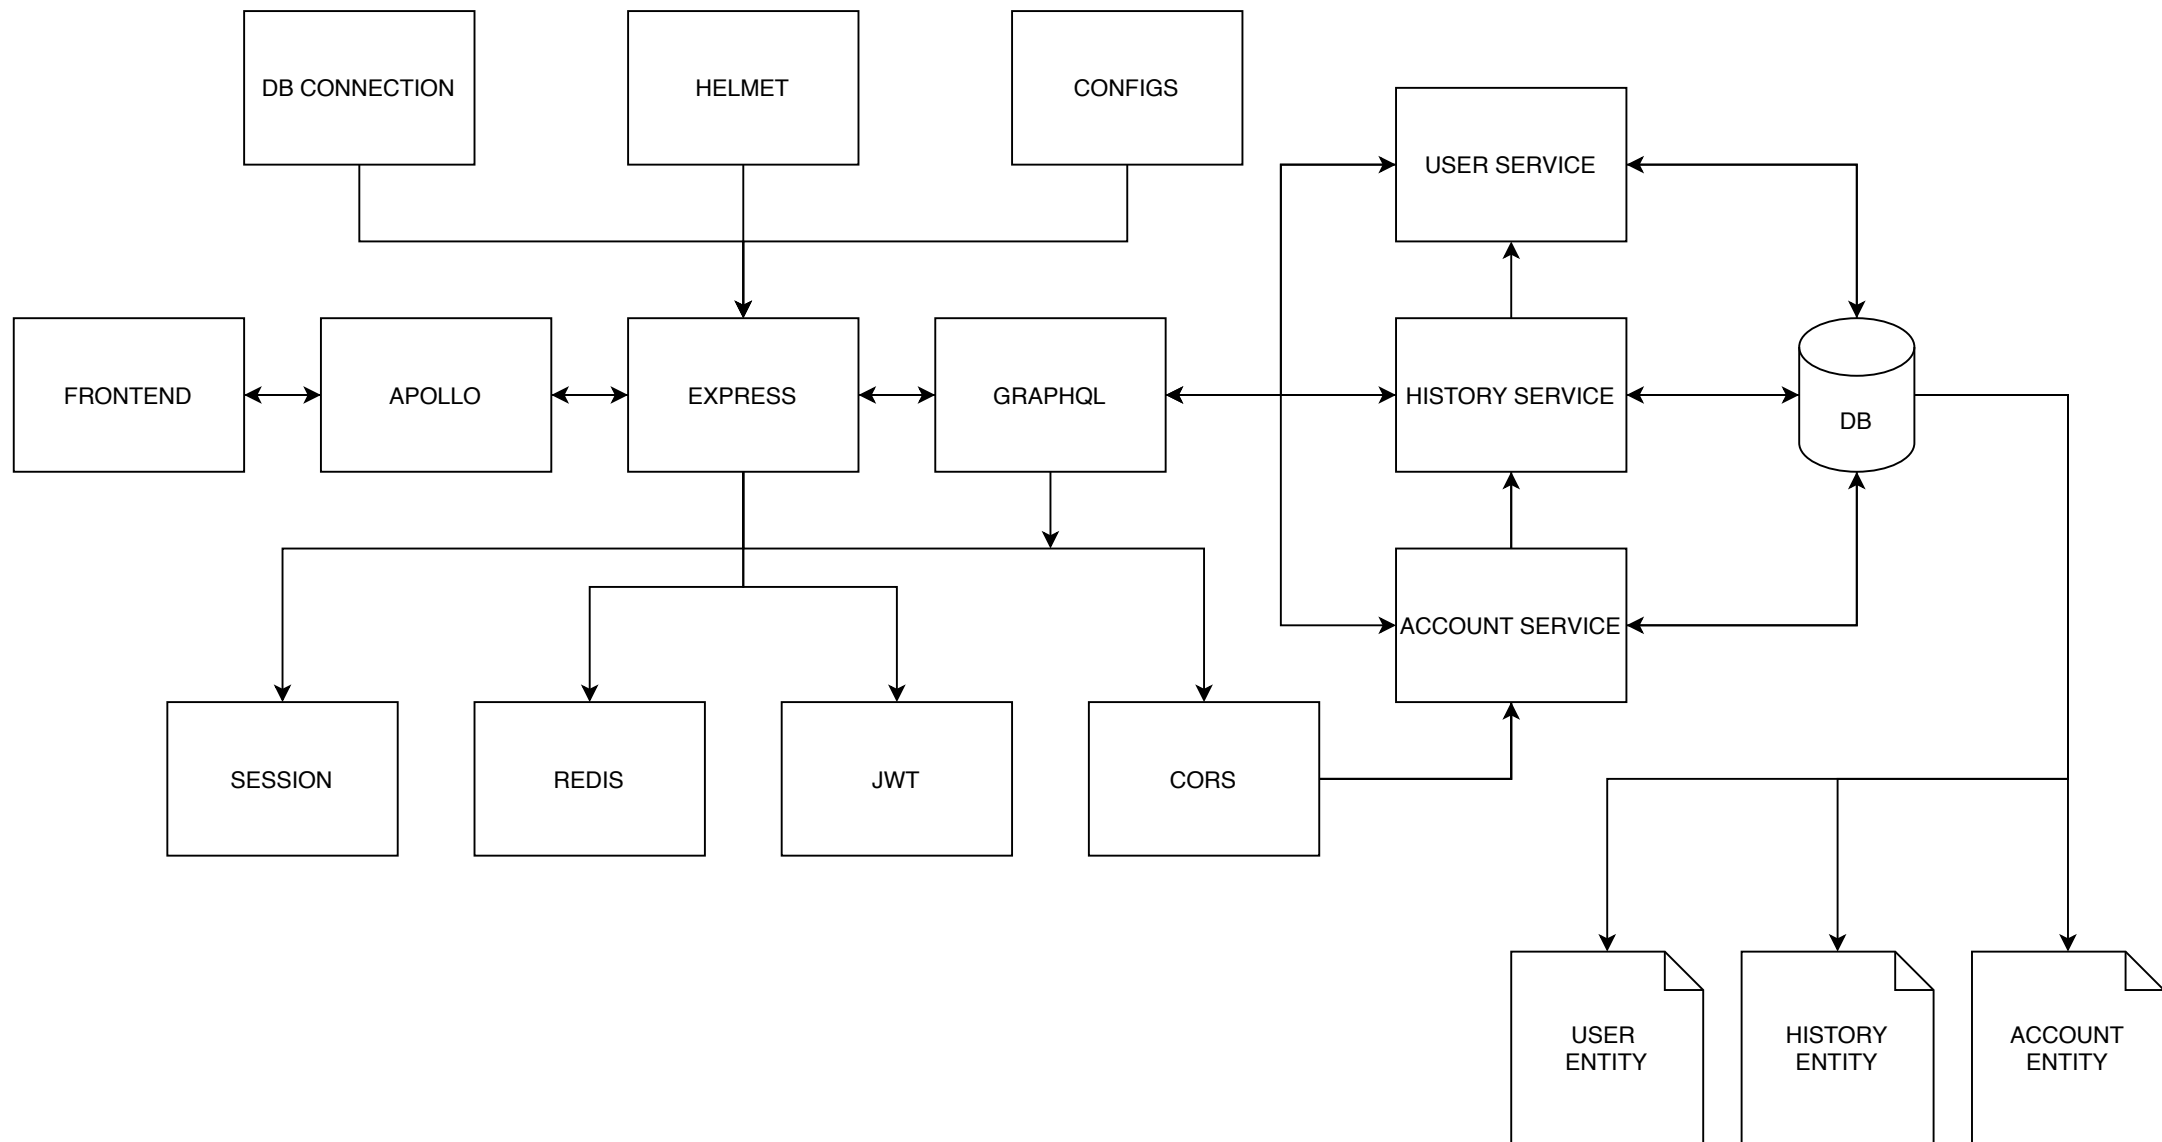 DB CONNECTION
HELMET
CONFIGS
USER SERVICE
FRONTEND
APOLLO
EXPRESS
GRAPHQL
HISTORY SERVICE
DB
ACCOUNT SERVICE
SESSION
REDIS
JWT
CORS
USER
ENTITY
HISTORY
ENTITY
ACCOUNT
ENTITY